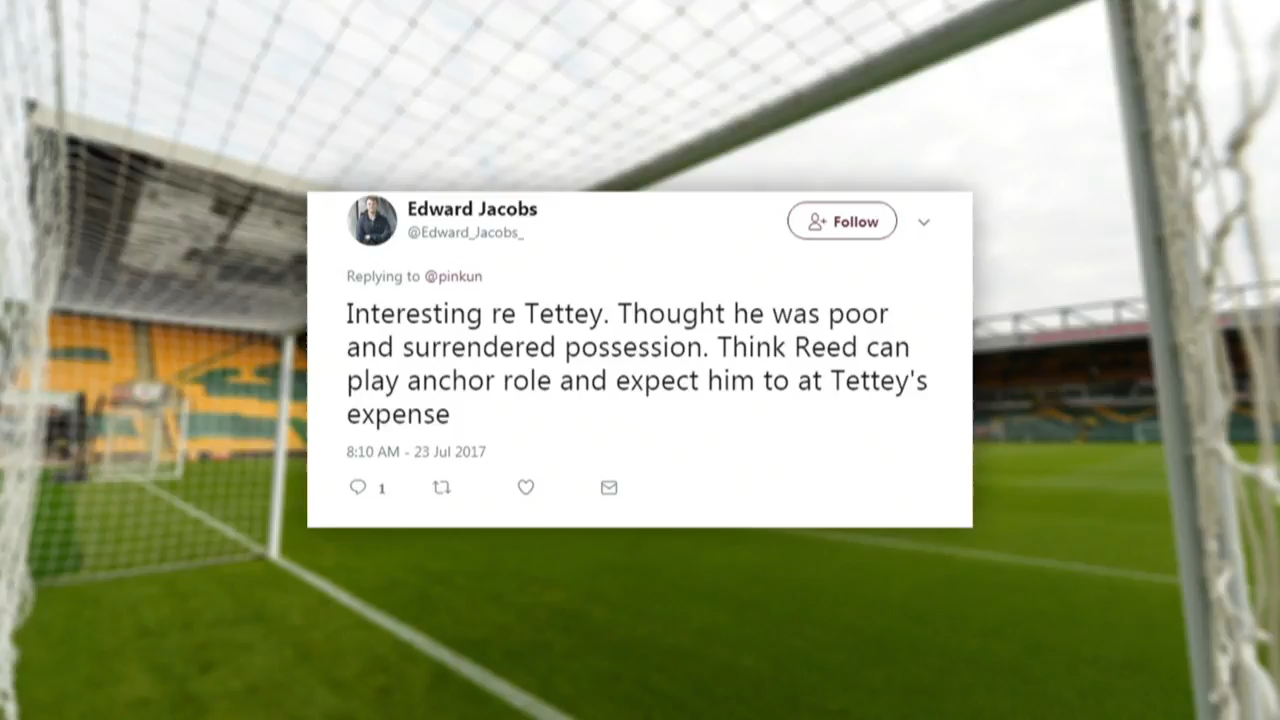 Edward Jacobs
@Edward_Jacobs_
Follow
Replying to @pinkun
Interesting re Tettey. Thought he was poor
and surrendered possession. Think Reed can
play anchor role and expect him to at Tettey's
expense
8:10 AM - 23 Jul 2017
1